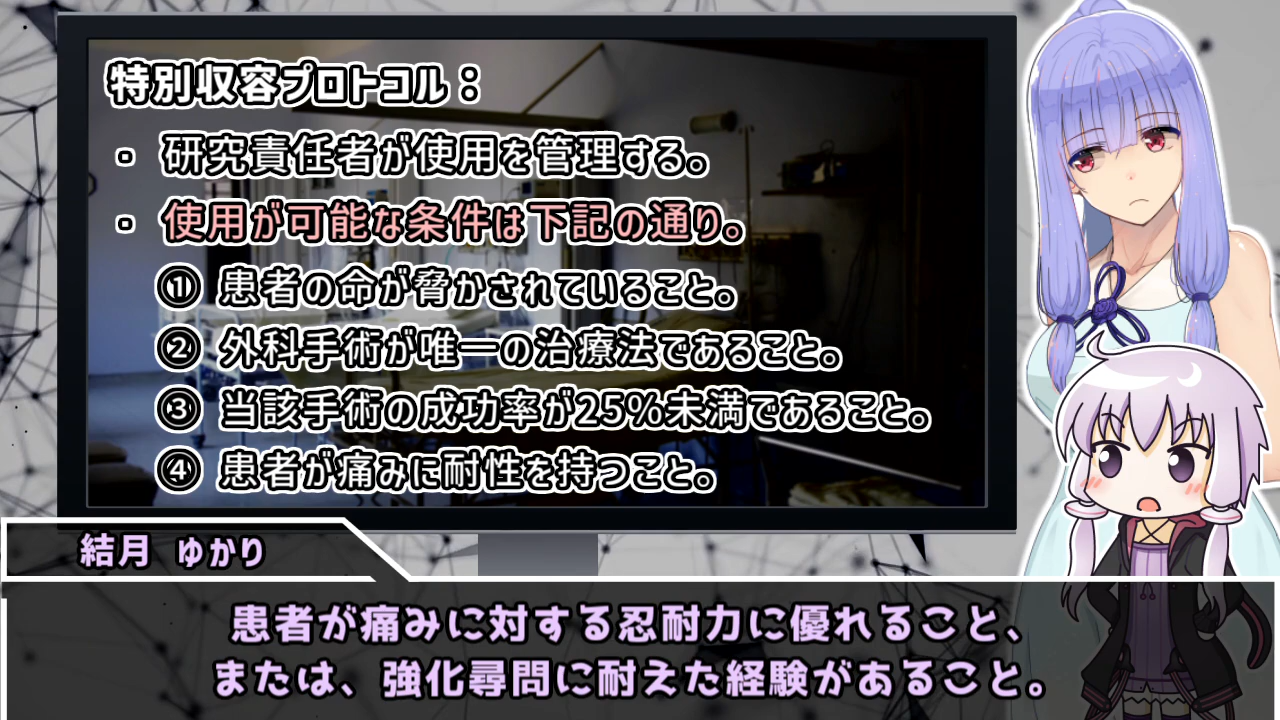 特別収容プロトコル：
・ 研究責任者が使用を管理する。
・ 使用が可能な条件は下記の通り。
① 患者の命が脅かされていること。
② 外科手術が唯一の治療法であること。
③ 当該手術の成功率が25%未満であること。
④ 患者が痛みに耐性を持つこと。
結月 ゆかり
患者が痛みに対する忍耐力に優れること、
または、強化尋問に耐えた経験があること。